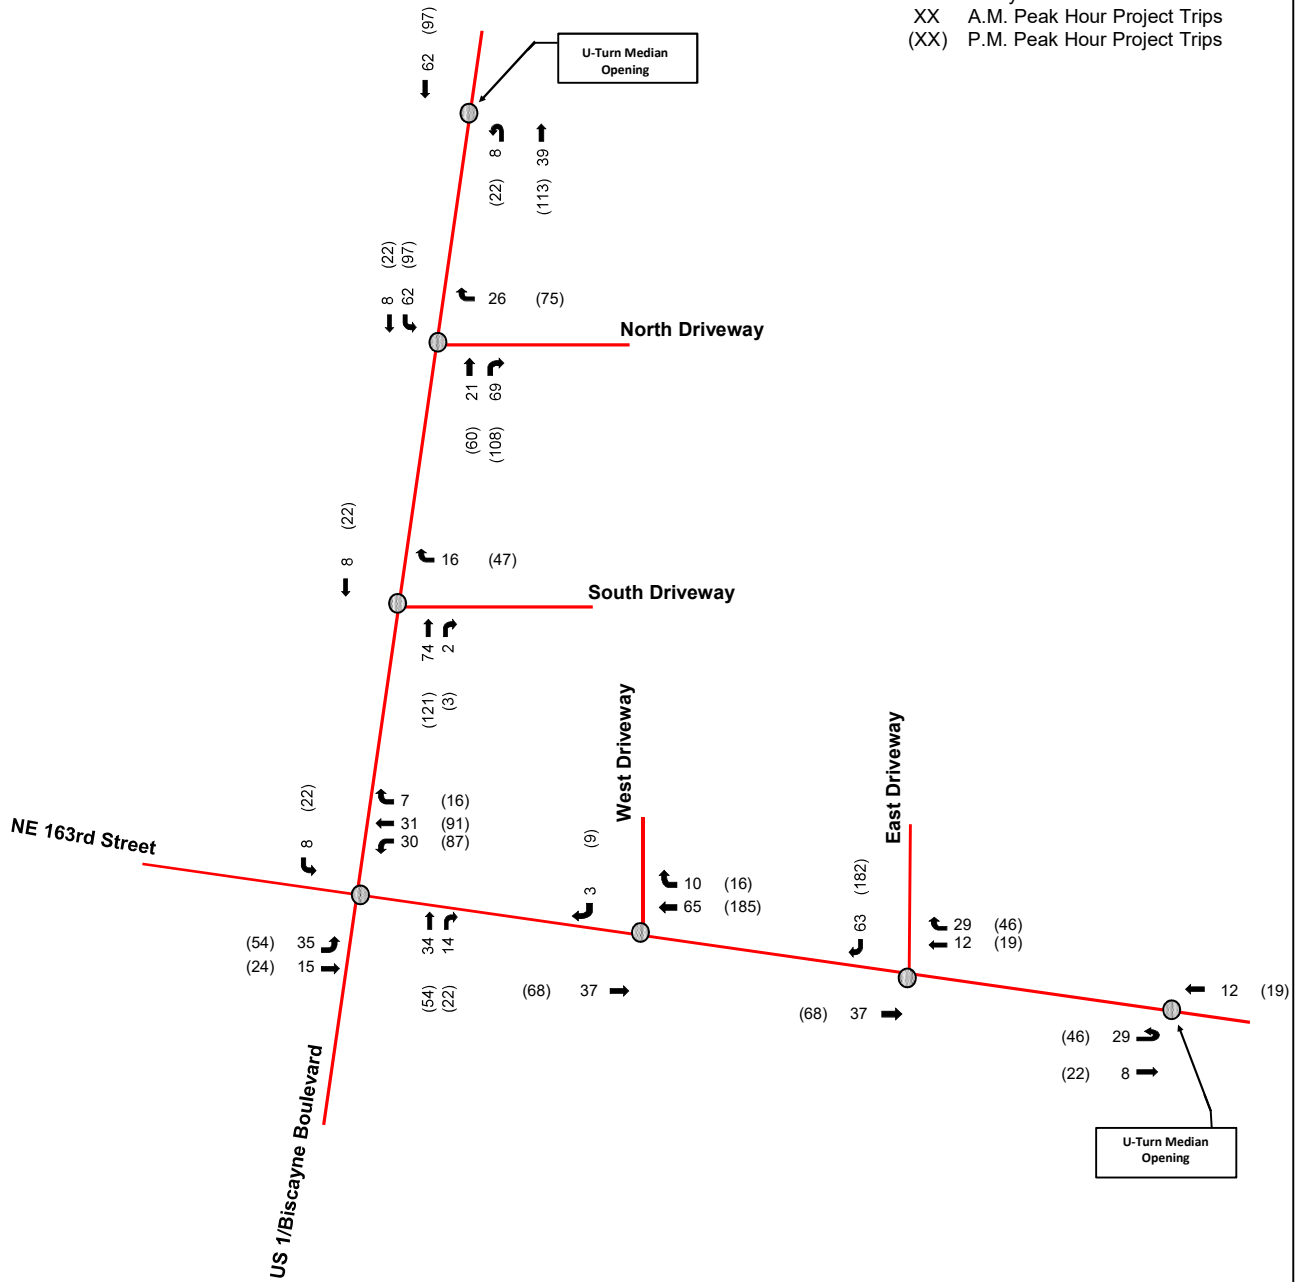 XX A.M. Peak Hour Project Trips
(XX) P.M. Peak Hour Project Trips
62 (97)
U-Turn Median
Opening
8 (22)
39 (113)
8 (22)
62 (97)
26 (75)
North Driveway
21 (60)
69 (108)
8 (22)
16 (47)
South Driveway
74 (121)
2 (3)
West Driveway
East Driveway
8 (22)
7 (16)
31 (91)
30 (87)
NE 163rd Street
3 (9)
10 (16)
65 (185)
63 (182)
29 (46)
12 (19)
(54) 35
(24) 15
34 (54)
14 (22)
(68) 37
(68) 37
12 (19)
(46) 29
(22) 8
US 1/Biscayne Boulevard
U-Turn Median
Opening